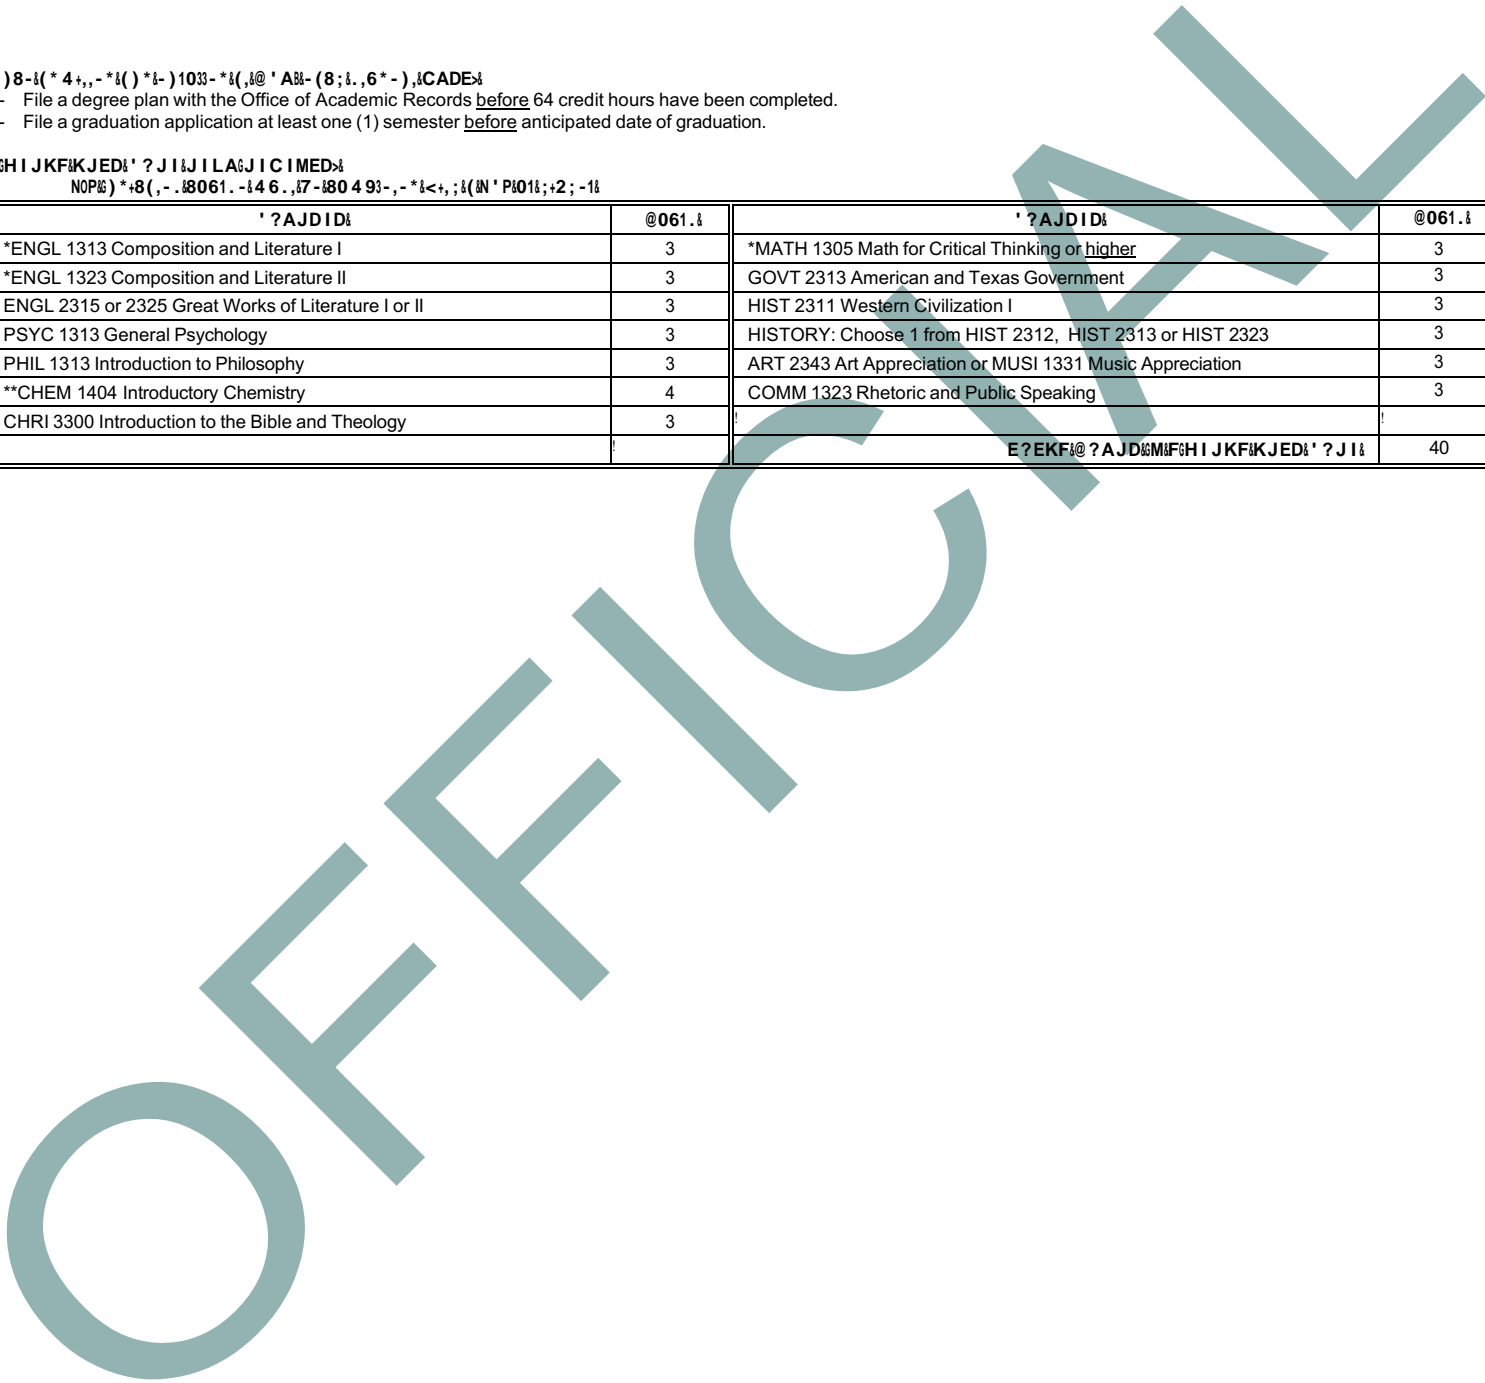 - File a degree plan with the Office of Academic Records before 64 credit hours have been completed.
- File a graduation application at least one (1) semester before anticipated date of graduation.
*ENGL 1313 Composition and Literature I 3 *MATH 1305 Math for Critical Thinking or higher 3
*ENGL 1323 Composition and Literature II 3 GOVT 2313 American and Texas Government 3
ENGL 2315 or 2325 Great Works of Literature I or II 3 HIST 2311 Western Civilization I 3
PSYC 1313 General Psychology 3 HISTORY: Choose 1 from HIST 2312, HIST 2313 or HIST 2323 3
PHIL 1313 Introduction to Philosophy 3 ART 2343 Art Appreciation or MUSI 1331 Music Appreciation 3
**CHEM 1404 Introductory Chemistry 4 COMM 1323 Rhetoric and Public Speaking 3
CHRI 3300 Introduction to the Bible and Theology 3
40
OFFICIAL